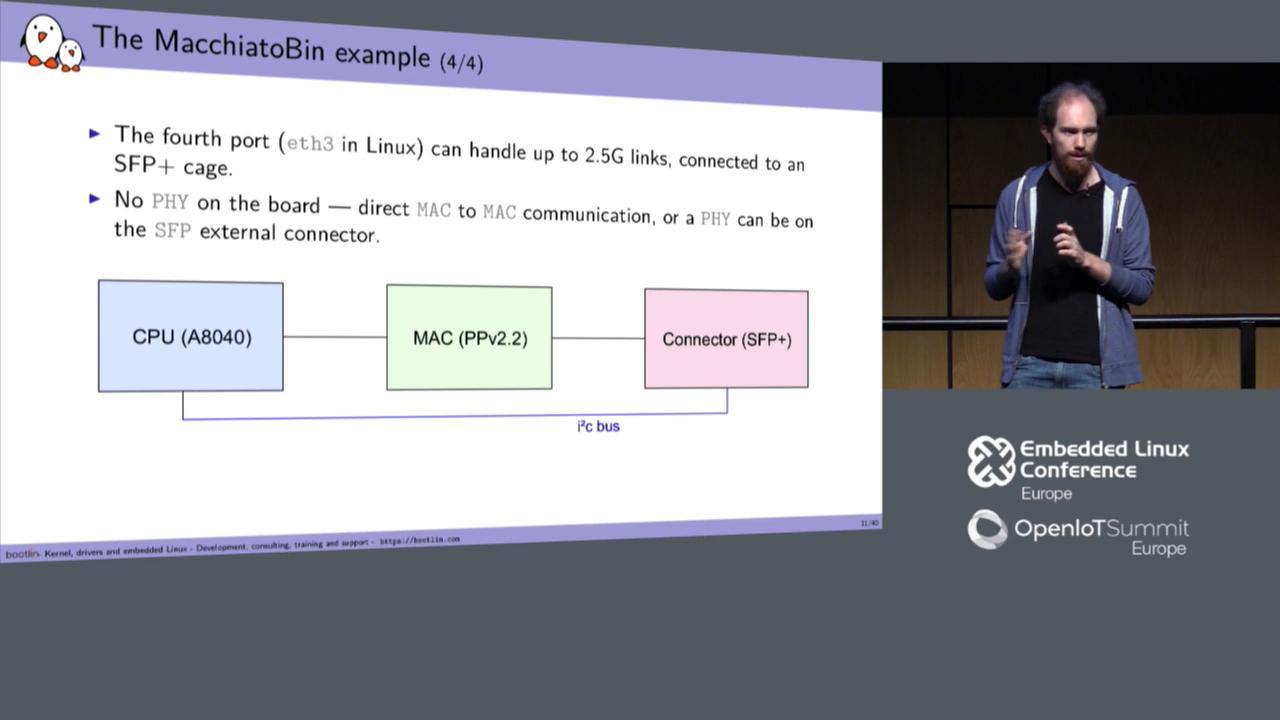 The MacchiatoBin example (4/4)
▶ The fourth port (eth3 in Linux) can handle up to 2.5G links, connected to an
SFP+ cage.
▶ No PHY on the board — direct MAC to MAC communication, or a PHY can be on
the SFP external connector.
CPU (A8040)
MAC (PPv2.2)
Connector (SFP+)
i²c bus
11/40
bootlin - Kernel, drivers and embedded Linux - Development, consulting, training and support - https://bootlin.com
Embedded Linux
Conference
Europe
OpenIoTSummit
Europe